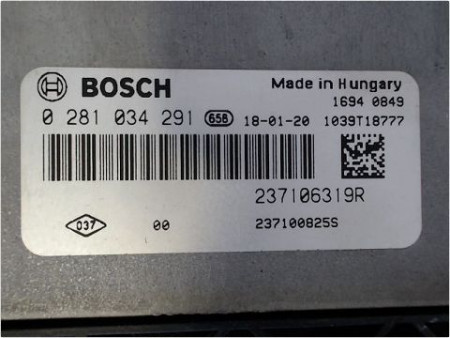 BOSCH Made in Hungary
1694 0849
0 281 034 291 658 18-01-20 1039T18777
237106319R
037 00 237100825S